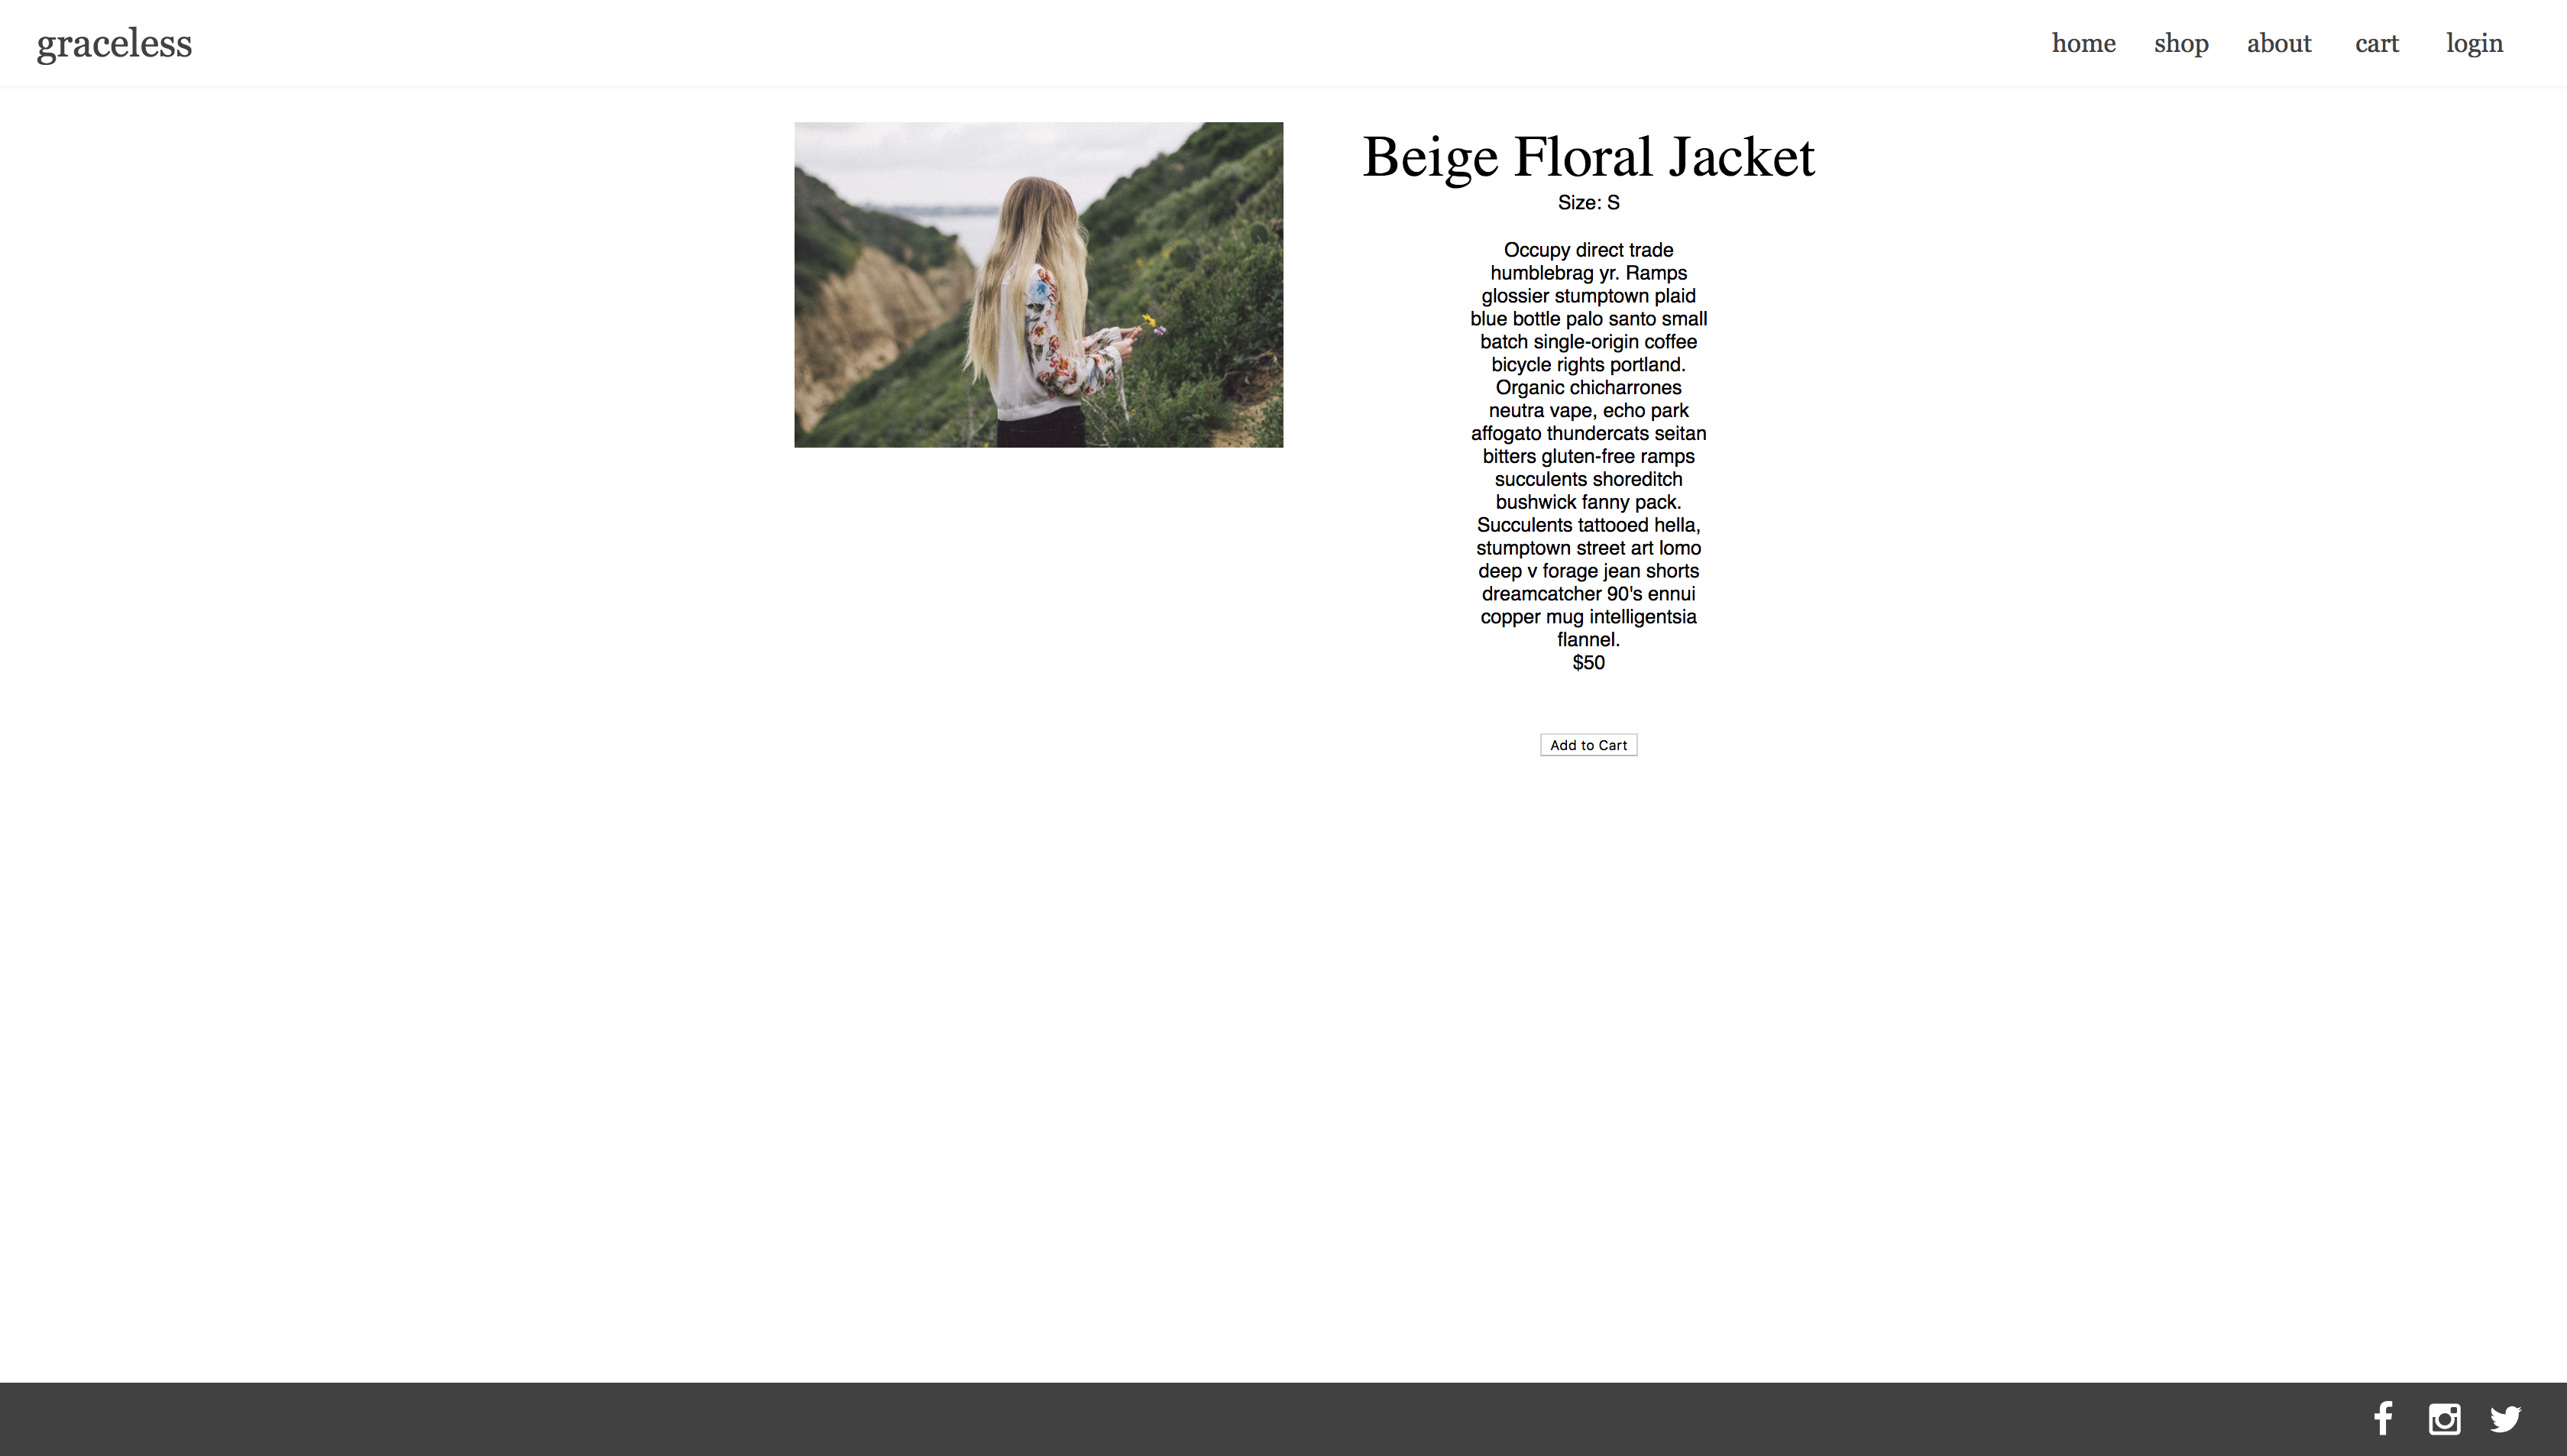 graceless
home shop about cart login
Beige Floral Jacket
Size: S
Occupy direct trade
humblebrag yr. Ramps
glossier stumptown plaid
blue bottle palo santo small
batch single-origin coffee
bicycle rights portland.
Organic chicharrones
neutra vape, echo park
affogato thundercats seitan
bitters gluten-free ramps
succulents shoreditch
bushwick fanny pack.
Succulents tattooed hella,
stumptown street art lomo
deep v forage jean shorts
dreamcatcher 90's ennui
copper mug intelligentsia
flannel.
$50
Add to Cart